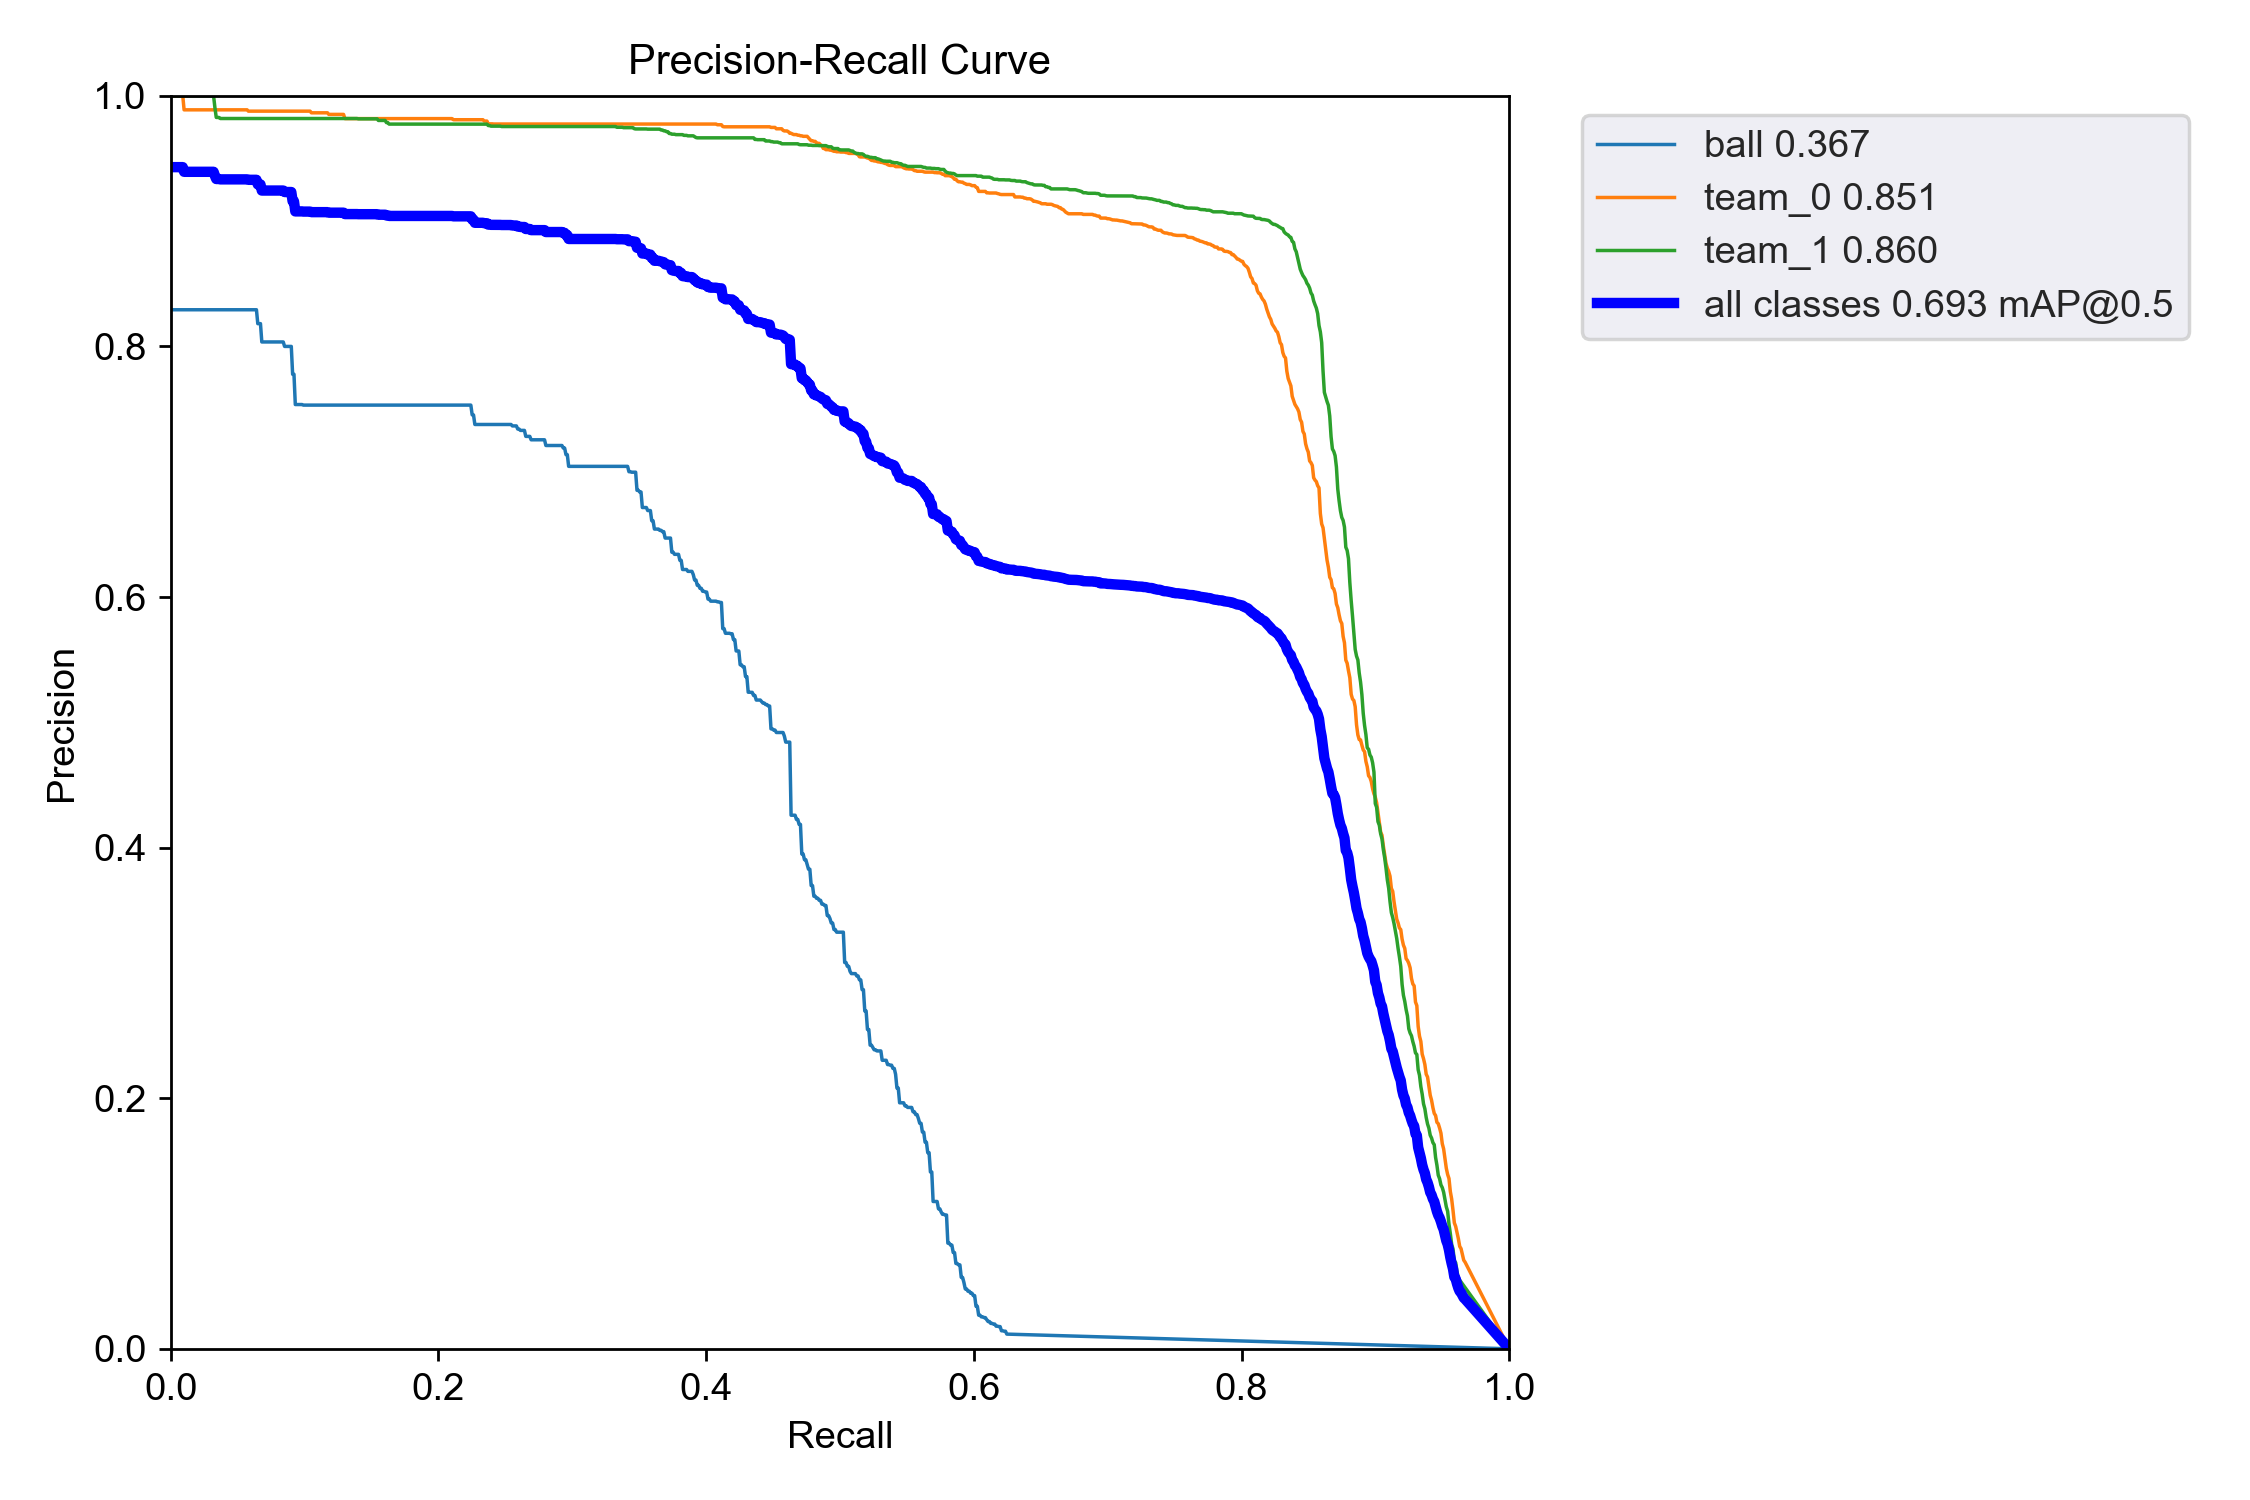 Precision-Recall Curve
1.0
0.8
0.6
0.4
0.2
0.0
Precision
0.0 0.2 0.4 0.6 0.8 1.0
Recall
ball 0.367
team_0 0.851
team_1 0.860
all classes 0.693 mAP@0.5